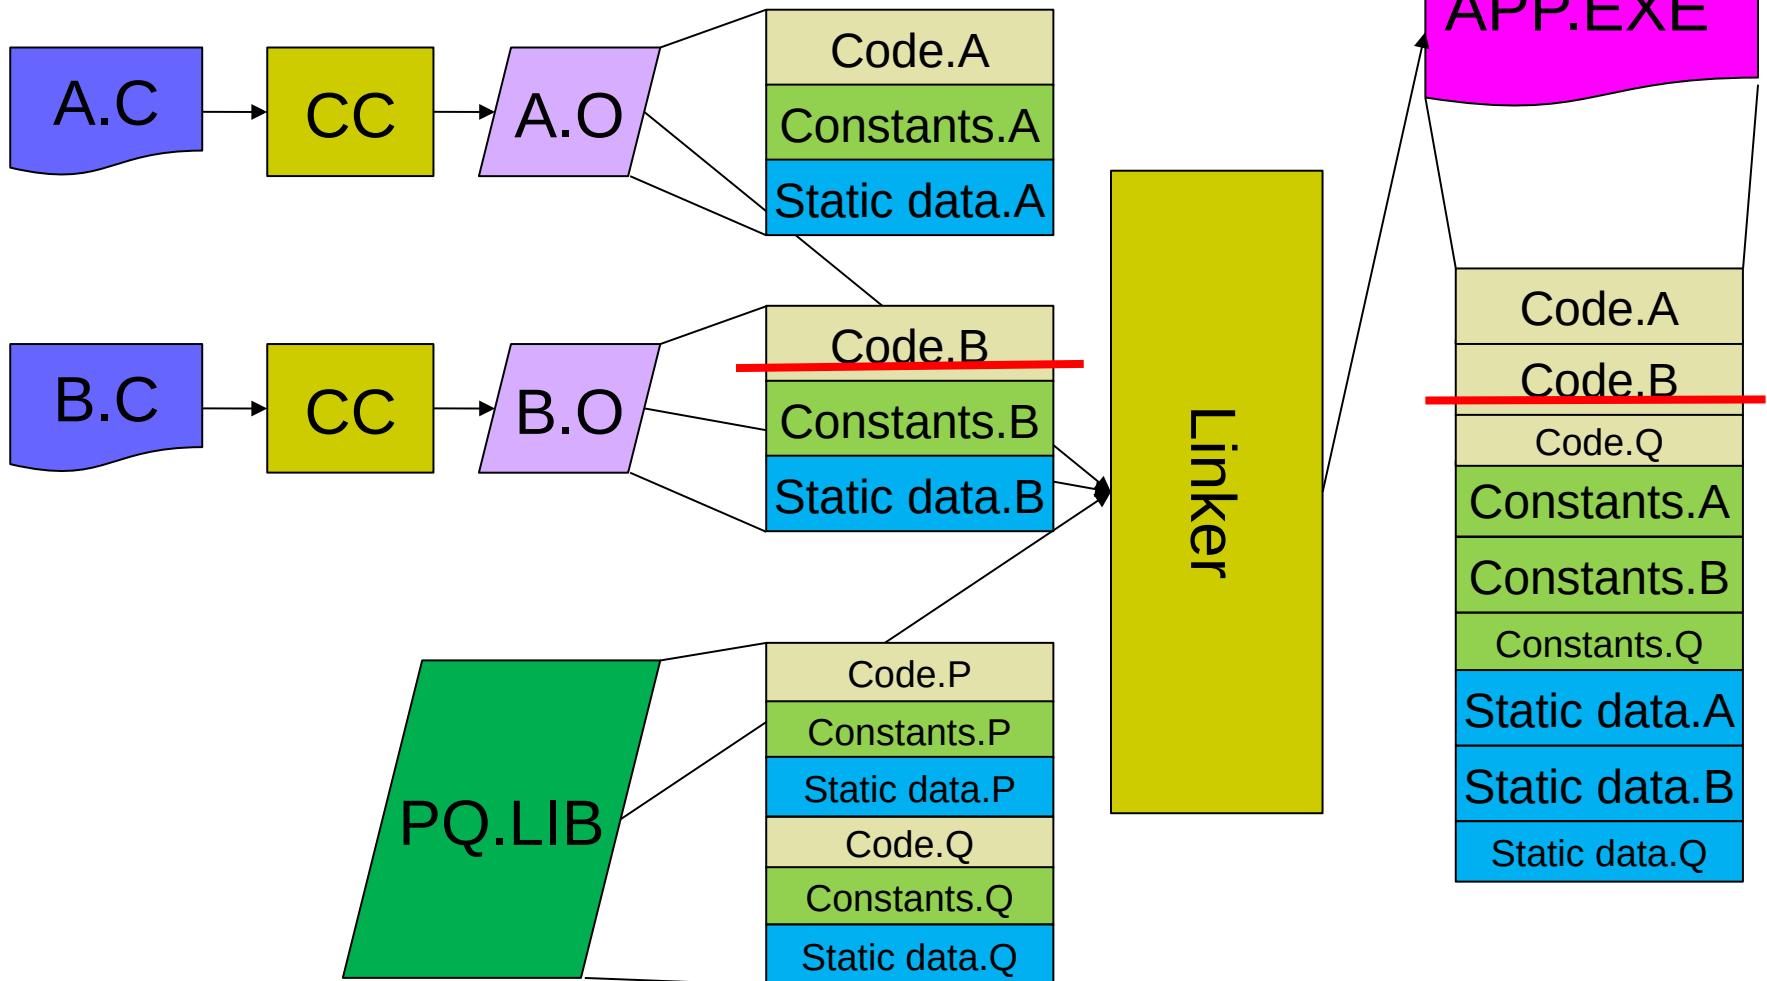 APP.EXE
A.C
CC
A.O
Code.A
Constants.A
Static data.A
B.C
CC
B.O
Code.B
Constants.B
Static data.B
PQ.LIB
Code.P
Constants.P
Static data.P
Code.Q
Constants.Q
Static data.Q
Linker
Code.A
Code.B
Code.Q
Constants.A
Constants.B
Constants.Q
Static data.A
Static data.B
Static data.Q